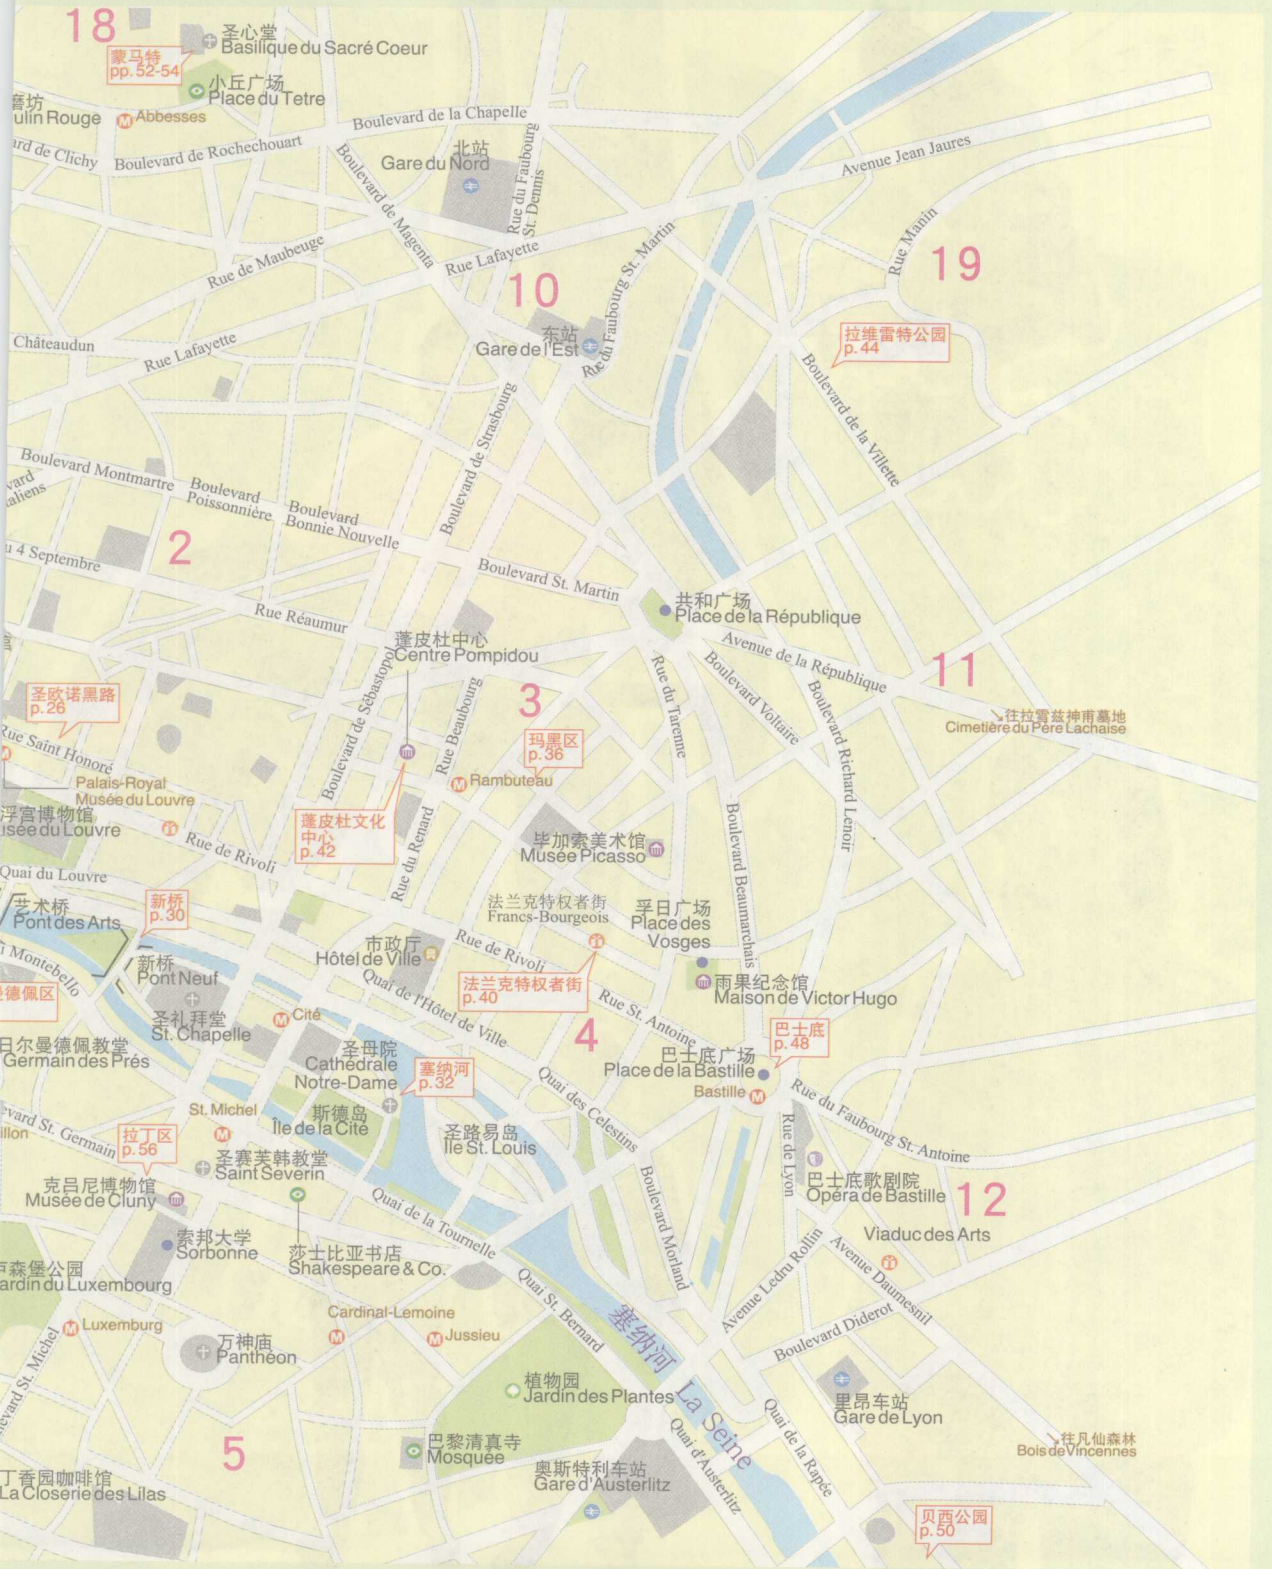 18
圣心堂
Basilique du Sacré Coeur
蒙马特
pp.52-54
小丘广场
Place du Tetre
磨坊
ulin Rouge
Abbesses
Boulevard de la Chapelle
ard de Clichy
Boulevard de Rochechouart
北站
Gare du Nord
Rue du Faubourg
St. Dennis
Avenue Jean Jaures
Boulevard de Magenta
Rue de Maubeuge
Rue Lafayette
Rue du Faubourg St. Martin
Rue Manin
19
10
东站
Gare de l'Est
Châteaudun
Rue Lafayette
拉维雷特公园
p.44
Boulevard de la Villette
Boulevard de Strasbourg
Boulevard Montmartre
vard
taliens
Boulevard
Poissonnière
Boulevard
Bonnie Nouvelle
2
u 4 Septembre
Boulevard St. Martin
Rue Réaumur
共和广场
Place de la République
Avenue de la République
馆
蓬皮杜中心
Centre Pompidou
11
圣欧诺黑路
p.26
Boulevard de Sébastopol
Rue Beaubourg
3
Rue du Tarenne
Boulevard Voltaire
Boulevard Richard Lenoir
往拉雪兹神甫墓地
Cimetière du Père Lachaise
Rue Saint Honoré
玛黑区
p.36
Rambuteau
Palais-Royal
Musée du Louvre
浮宫博物馆
usée du Louvre
蓬皮杜文化
中心
p.42
Rue du Renard
毕加索美术馆
Musée Picasso
Boulevard Beaumarchais
Rue de Rivoli
Quai du Louvre
艺术桥
Pont des Arts
新桥
p.30
法兰克特权者街
Francs-Bourgeois
孚日广场
Place des
Vosges
市政厅
Hôtel de Ville
Rue de Rivoli
i Montebello
新桥
Pont Neuf
曼德佩区
法兰克特权者街
p.40
雨果纪念馆
Maison de Victor Hugo
Quai de l'Hôtel de Ville
Rue St. Antoine
圣礼拜堂
St. Chapelle
Cité
4
巴士底
p.48
日尔曼德佩教堂
Germain des Prés
圣母院
Cathédrale
Notre-Dame
塞纳河
p.32
巴士底广场
Place de la Bastille
Bastille
Quai des Celestins
Rue du Faubourg St. Antoine
St. Michel
斯德岛
Île de la Cité
圣路易岛
Ile St. Louis
evard St. Germain
illon
拉丁区
p.56
圣赛芙韩教堂
Saint Severin
Rue de Lyon
巴士底歌剧院
Opéra de Bastille
12
克吕尼博物馆
Musée de Cluny
Quai de la Tournelle
Boulevard Morland
Viaduc des Arts
索邦大学
Sorbonne
莎士比亚书店
Shakespeare & Co.
Avenue Ledru Rollin
Avenue Daumesnil
卢森堡公园
ardin du Luxembourg
Quai St. Bernard
塞纳河 La Seine
Boulevard Diderot
Luxemburg
Cardinal-Lemoine
Jussieu
万神庙
Panthéon
evard St. Michel
植物园
Jardin des Plantes
里昂车站
Gare de Lyon
5
巴黎清真寺
Mosquée
Quai d'Austerlitz
Quai de la Rapée
往凡仙森林
Bois de Vincennes
丁香园咖啡馆
La Closerie des Lilas
奥斯特利车站
Gare d'Austerlitz
贝西公园
p.50